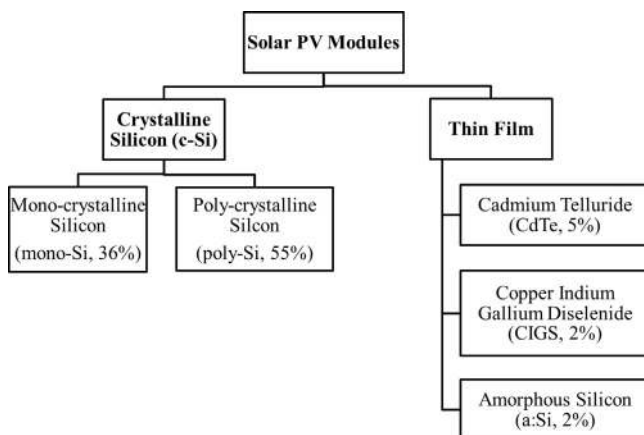 Solar PV Modules
Crystalline
Silicon (c-Si)
Thin Film
Mono-crystalline
Silicon
(mono-Si, 36%)
Poly-crystalline
Silcon
(poly-Si, 55%)
Cadmium Telluride
(CdTe, 5%)
Copper Indium
Gallium Diselenide
(CIGS, 2%)
Amorphous Silicon
(a:Si, 2%)